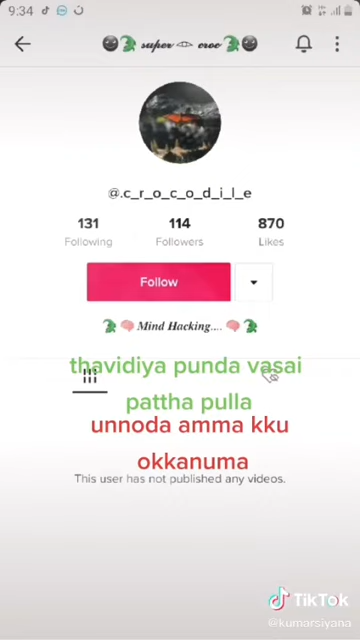 9:34
super croc
@.c_r_o_c_o_d_i_l_e
131 114 870
Following Followers Likes
Follow
Mind Hacking....
thavidiya punda vasai
pattha pulla
unnoda amma kku
okkanuma
This user has not published any videos.
TikTok
@kumarsiyana